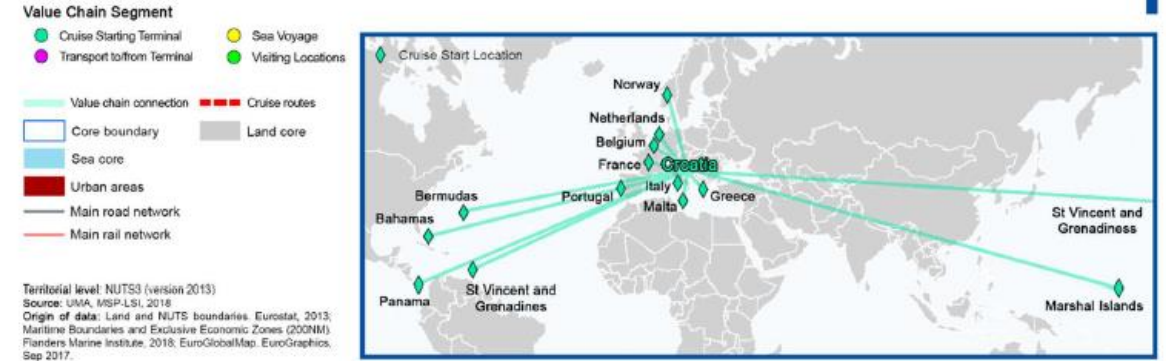 Value Chain Segment
Cruise Starting Terminal
Sea Voyage
Transport to/from Terminal
Visiting Locations
Value chain connection
Cruise routes
Core boundary
Land core
Sea core
Urban areas
Main road network
Main rail network
Territorial level: NUTS3 (version 2013)
Source: UMA, MSP-LSI, 2018
Origin of data: Land and NUTS boundaries. Eurostat, 2013;
Maritime Boundaries and Exclusive Economic Zones (200NM)
Flanders Marine Institute, 2018; EuroGlobalMap. EuroGraphics,
Sep 2017.
Cruise Start Location
Norway
Netherlands
Belgium
France
Croatia
Bermudas
Portugal
Italy
Greece
Bahamas
Malta
St Vincent and
Grenadiness
Panama
St Vincent and
Grenadines
Marshal Islands